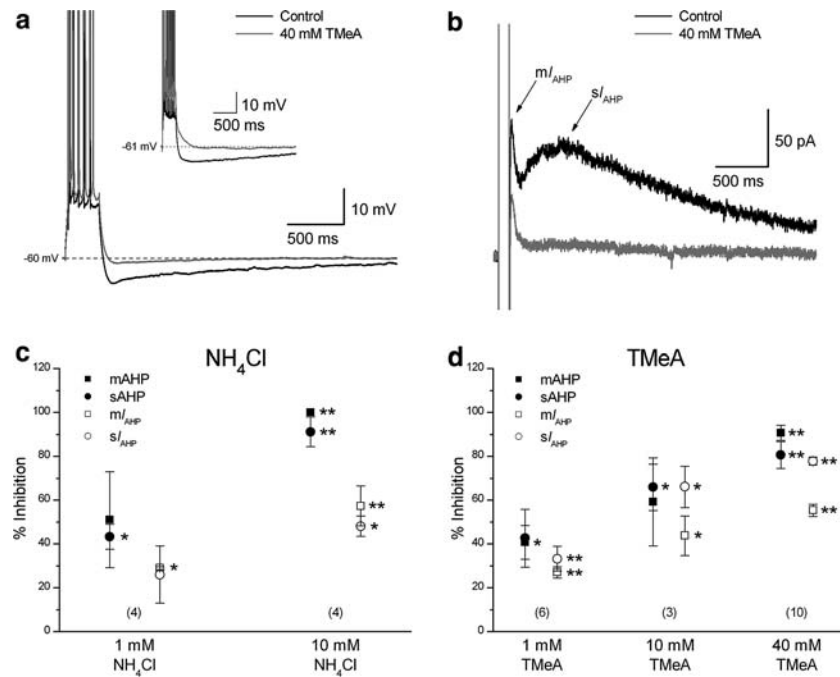 a
Control
40 mM TMeA
10 mV
500 ms
-61 mV
10 mV
500 ms
-60 mV
b
Control
40 mM TMeA
mI_AHP
sI_AHP
50 pA
500 ms
c
NH₄Cl
120
100
80
60
40
20
0
% Inhibition
mAHP
sAHP
mI_AHP
sI_AHP
*
*
**
**
**
*
(4)
(4)
1 mM
NH₄Cl
10 mM
NH₄Cl
d
TMeA
120
100
80
60
40
20
0
% Inhibition
mAHP
sAHP
mI_AHP
sI_AHP
*
**
**
*
*
*
**
**
**
**
(6)
(3)
(10)
1 mM
TMeA
10 mM
TMeA
40 mM
TMeA